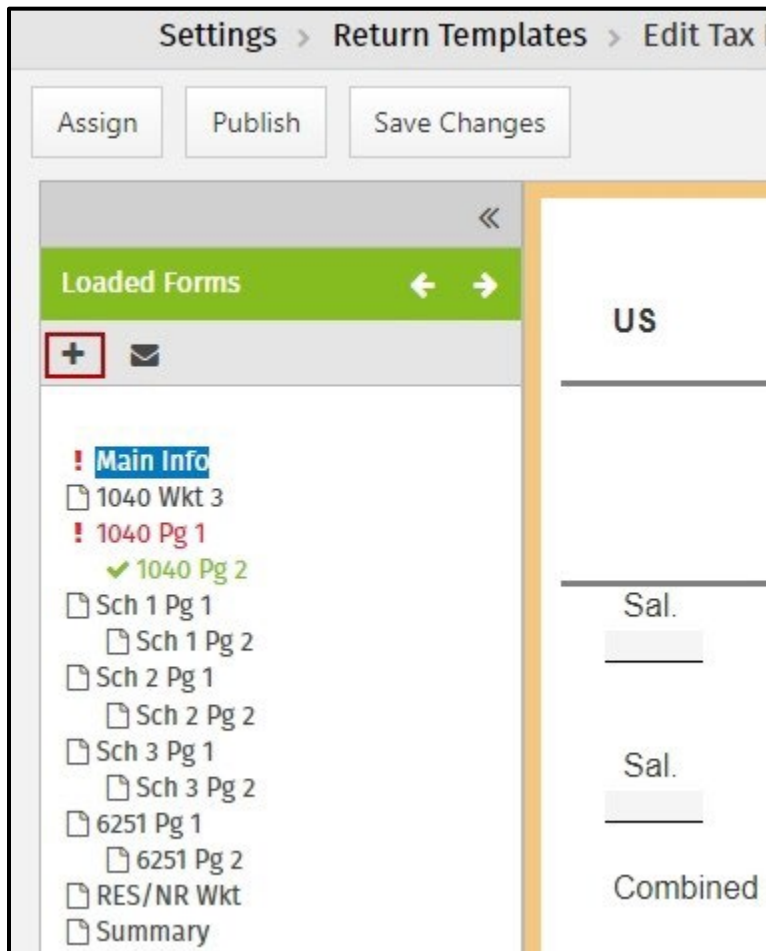 Settings > Return Templates > Edit Tax
Assign Publish Save Changes
«
Loaded Forms
US
+
! Main Info
1040 Wkt 3
! 1040 Pg 1
1040 Pg 2
Sch 1 Pg 1
Sal.
Sch 1 Pg 2
Sch 2 Pg 1
Sch 2 Pg 2
Sch 3 Pg 1
Sal.
Sch 3 Pg 2
6251 Pg 1
6251 Pg 2
RES/NR Wkt
Combined
Summary